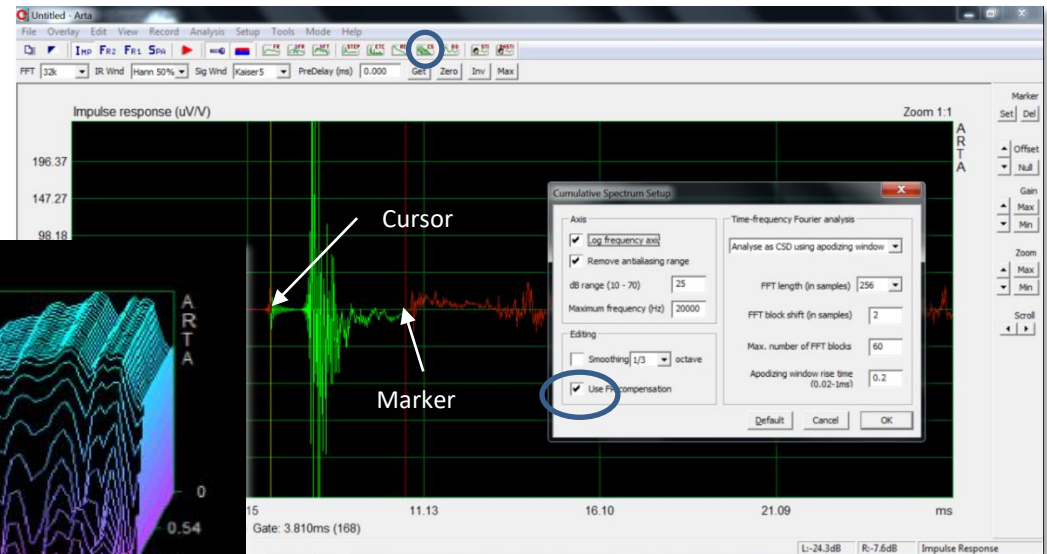 Untitled - Arta
File Overlay Edit View Record Analysis Setup Tools Mode Help
IMP FR2 FR1 SPA
FFT 32k IR Wnd Hann 50% Sig Wnd Kaiser5 PreDelay (ms) 0.000 Get Zero Inv Max
Impulse response (uV/V) Zoom 1:1
A
R
T
A
196.37
147.27
98.18
Cursor
Marker
15 11.13 16.10 21.09 ms
Gate: 3.810ms (168)
L:-24.3dB R:-7.6dB Impulse Response
Marker
Set Del
Offset
Null
Gain
Max
Min
Zoom
Max
Min
Scroll
Cumulative Spectrum Setup
Axis
Log frequency axis
Remove antialiasing range
dB range (10 - 70) 25
Maximum frequency (Hz) 20000
Editing
Smoothing 1/3 octave
Use FR compensation
Time-frequency Fourier analysis
Analyse as CSD using apodizing window
FFT length (in samples) 256
FFT block shift (in samples) 2
Max. number of FFT blocks 60
Apodizing window rise time
(0.02-1ms) 0.2
Default Cancel OK
A
R
T
A
0
0.54